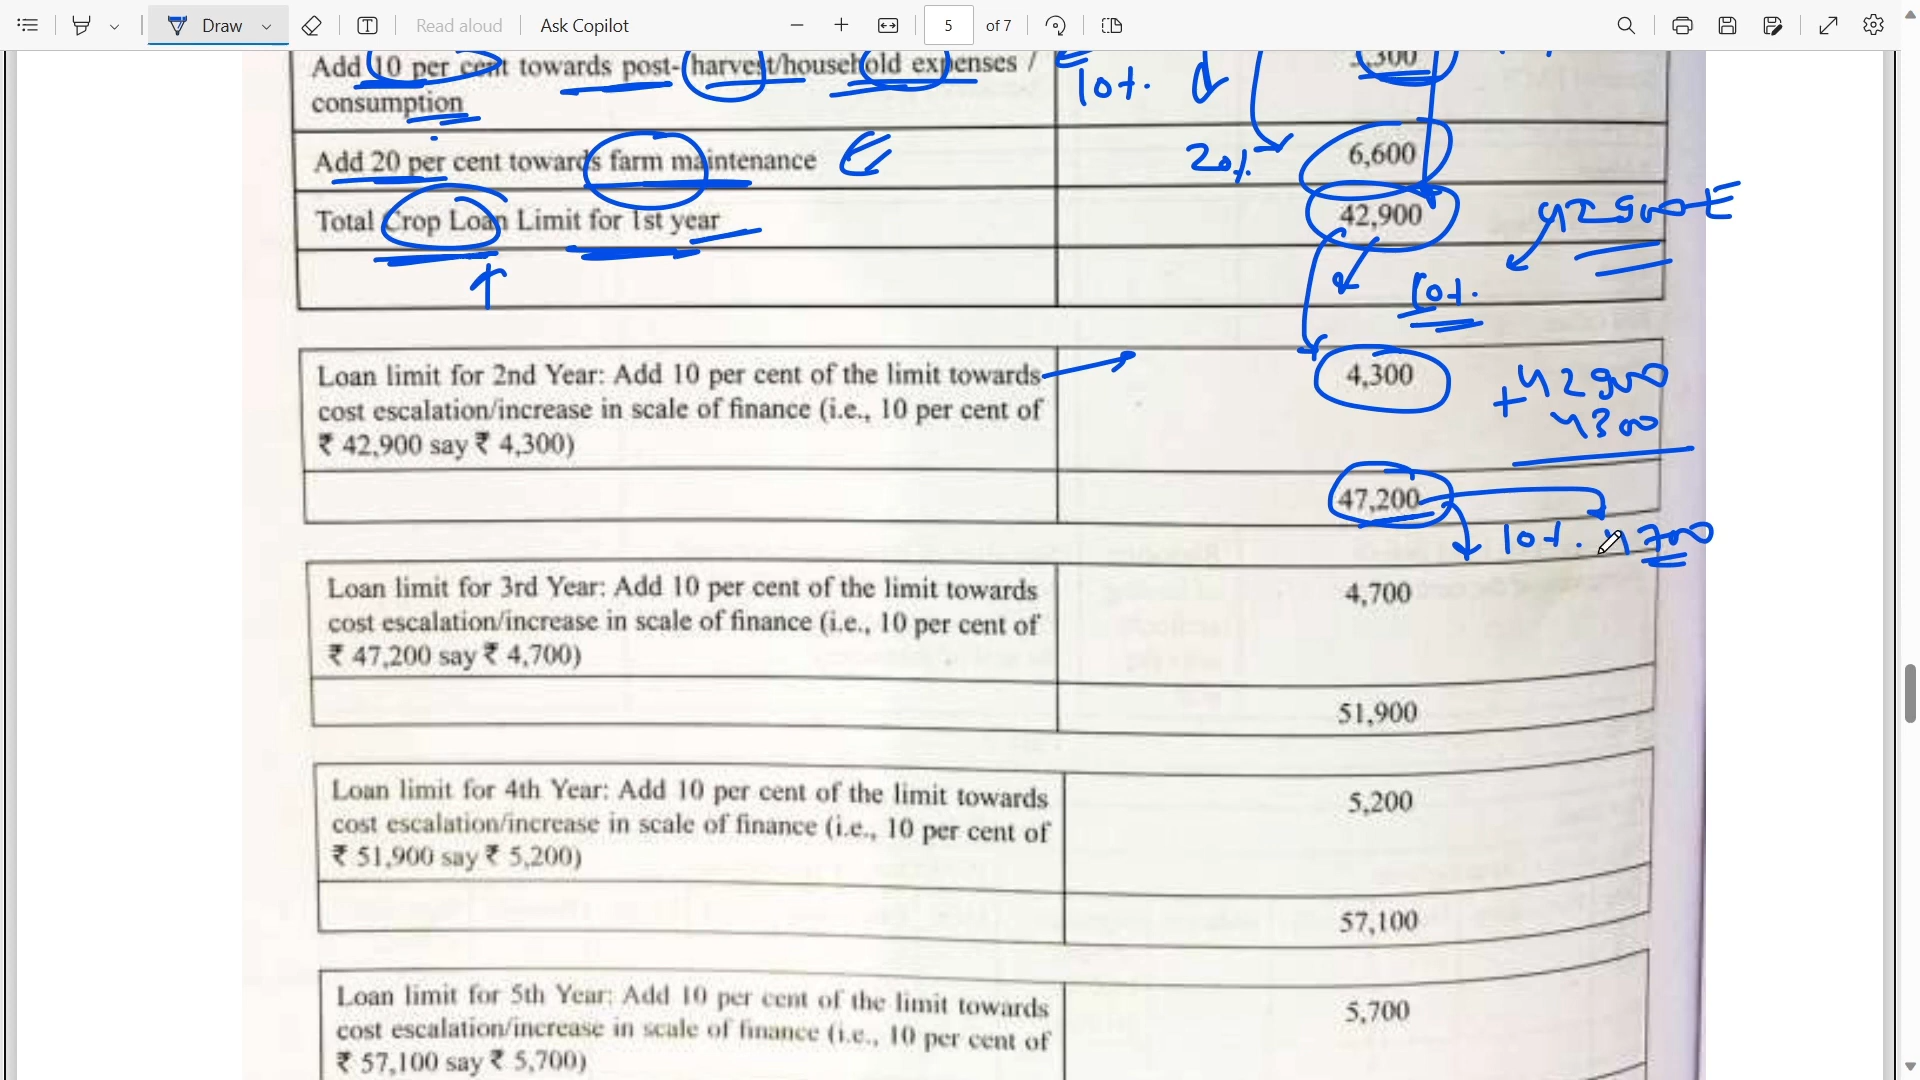 Draw
Read aloud
Ask Copilot
5
of 7
Add 10 per cent towards post-harvest/household expenses /
consumption
10%.
,300
Add 20 per cent towards farm maintenance
20%
6,600
Total Crop Loan Limit for 1st year
42,900
42900
10%.
Loan limit for 2nd Year: Add 10 per cent of the limit towards
cost escalation/increase in scale of finance (i.e., 10 per cent of
₹ 42,900 say ₹ 4,300)
4,300
42900
+ 4300
47,200
10%. 4700
Loan limit for 3rd Year: Add 10 per cent of the limit towards
cost escalation/increase in scale of finance (i.e., 10 per cent of
₹ 47,200 say ₹ 4,700)
4,700
51,900
Loan limit for 4th Year: Add 10 per cent of the limit towards
cost escalation/increase in scale of finance (i.e., 10 per cent of
₹ 51,900 say ₹ 5,200)
5,200
57,100
Loan limit for 5th Year: Add 10 per cent of the limit towards
cost escalation/increase in scale of finance (i.e., 10 per cent of
₹ 57,100 say ₹ 5,700)
5,700